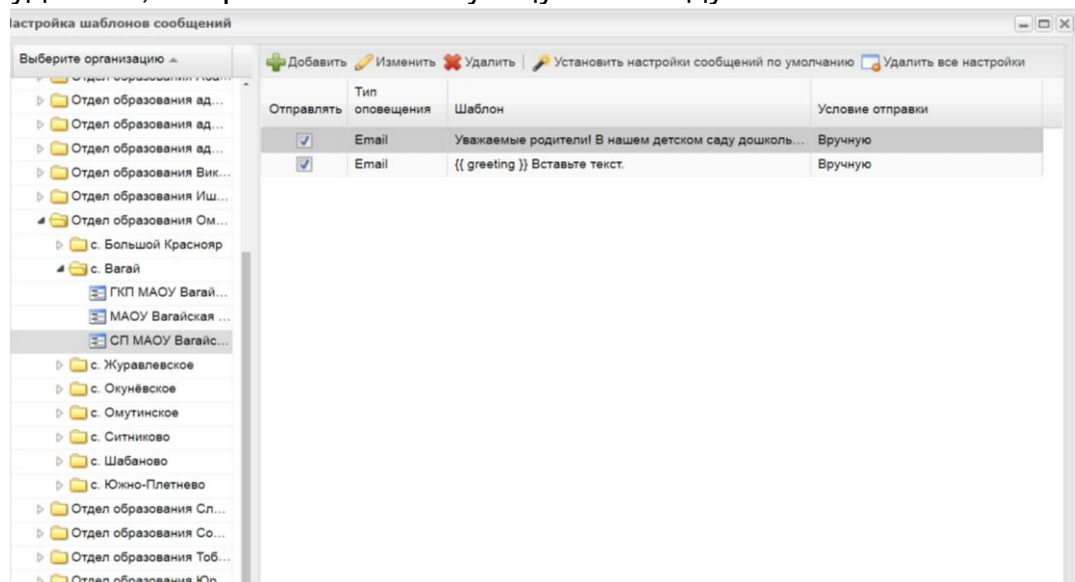 Настройка шаблонов сообщений
Выберите организацию
Добавить Изменить Удалить Установить настройки сообщений по умолчанию Удалить все настройки
Отправлять Тип оповещения Шаблон Условие отправки
Email Уважаемые родители! В нашем детском саду дошколь... Вручную
Email {{ greeting }} Вставьте текст. Вручную
Отдел образования ад...
Отдел образования ад...
Отдел образования ад...
Отдел образования Вик...
Отдел образования Иш...
Отдел образования Ом...
с. Большой Краснояр
с. Вагай
ГКП МАОУ Вагай...
МАОУ Вагайская ...
СП МАОУ Вагайс...
с. Журавлевское
с. Окунёвское
с. Омутинское
с. Ситниково
с. Шабаново
с. Южно-Плетнево
Отдел образования Сл...
Отдел образования Со...
Отдел образования Тоб...
Отдел образования Юр...